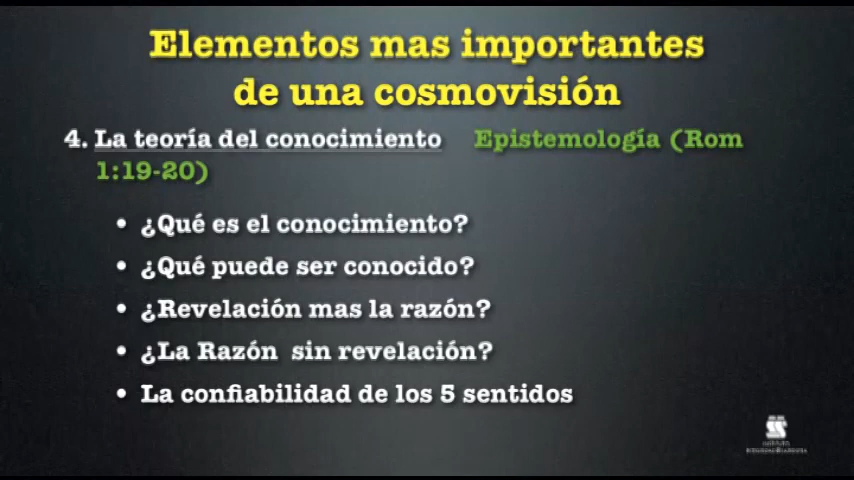 Elementos mas importantes
de una cosmovisión
4. La teoría del conocimiento Epistemología (Rom
1:19-20)
• ¿Qué es el conocimiento?
• ¿Qué puede ser conocido?
• ¿Revelación mas la razón?
• ¿La Razón sin revelación?
• La confiabilidad de los 5 sentidos